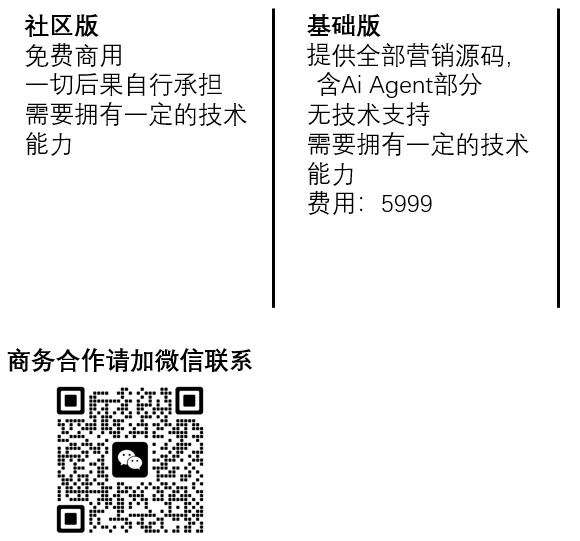 社区版
免费商用
一切后果自行承担
需要拥有一定的技术
能力
基础版
提供全部营销源码，
含Ai Agent部分
无技术支持
需要拥有一定的技术
能力
费用：5999
商务合作请加微信联系